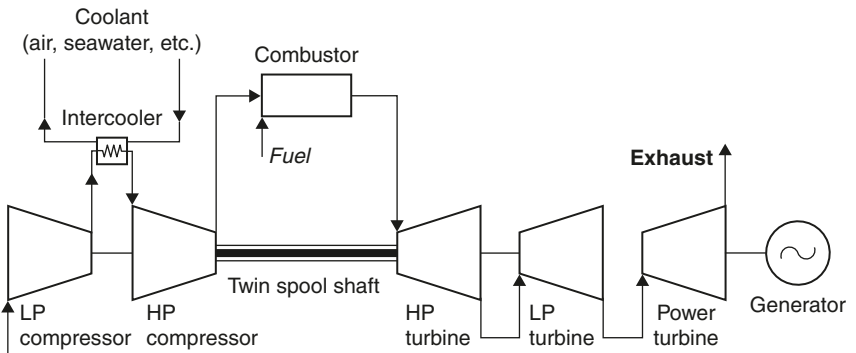 Coolant
(air, seawater, etc.)
Combustor
Intercooler
Fuel
Exhaust
Twin spool shaft
Generator
LP
compressor
HP
compressor
HP
turbine
LP
turbine
Power
turbine